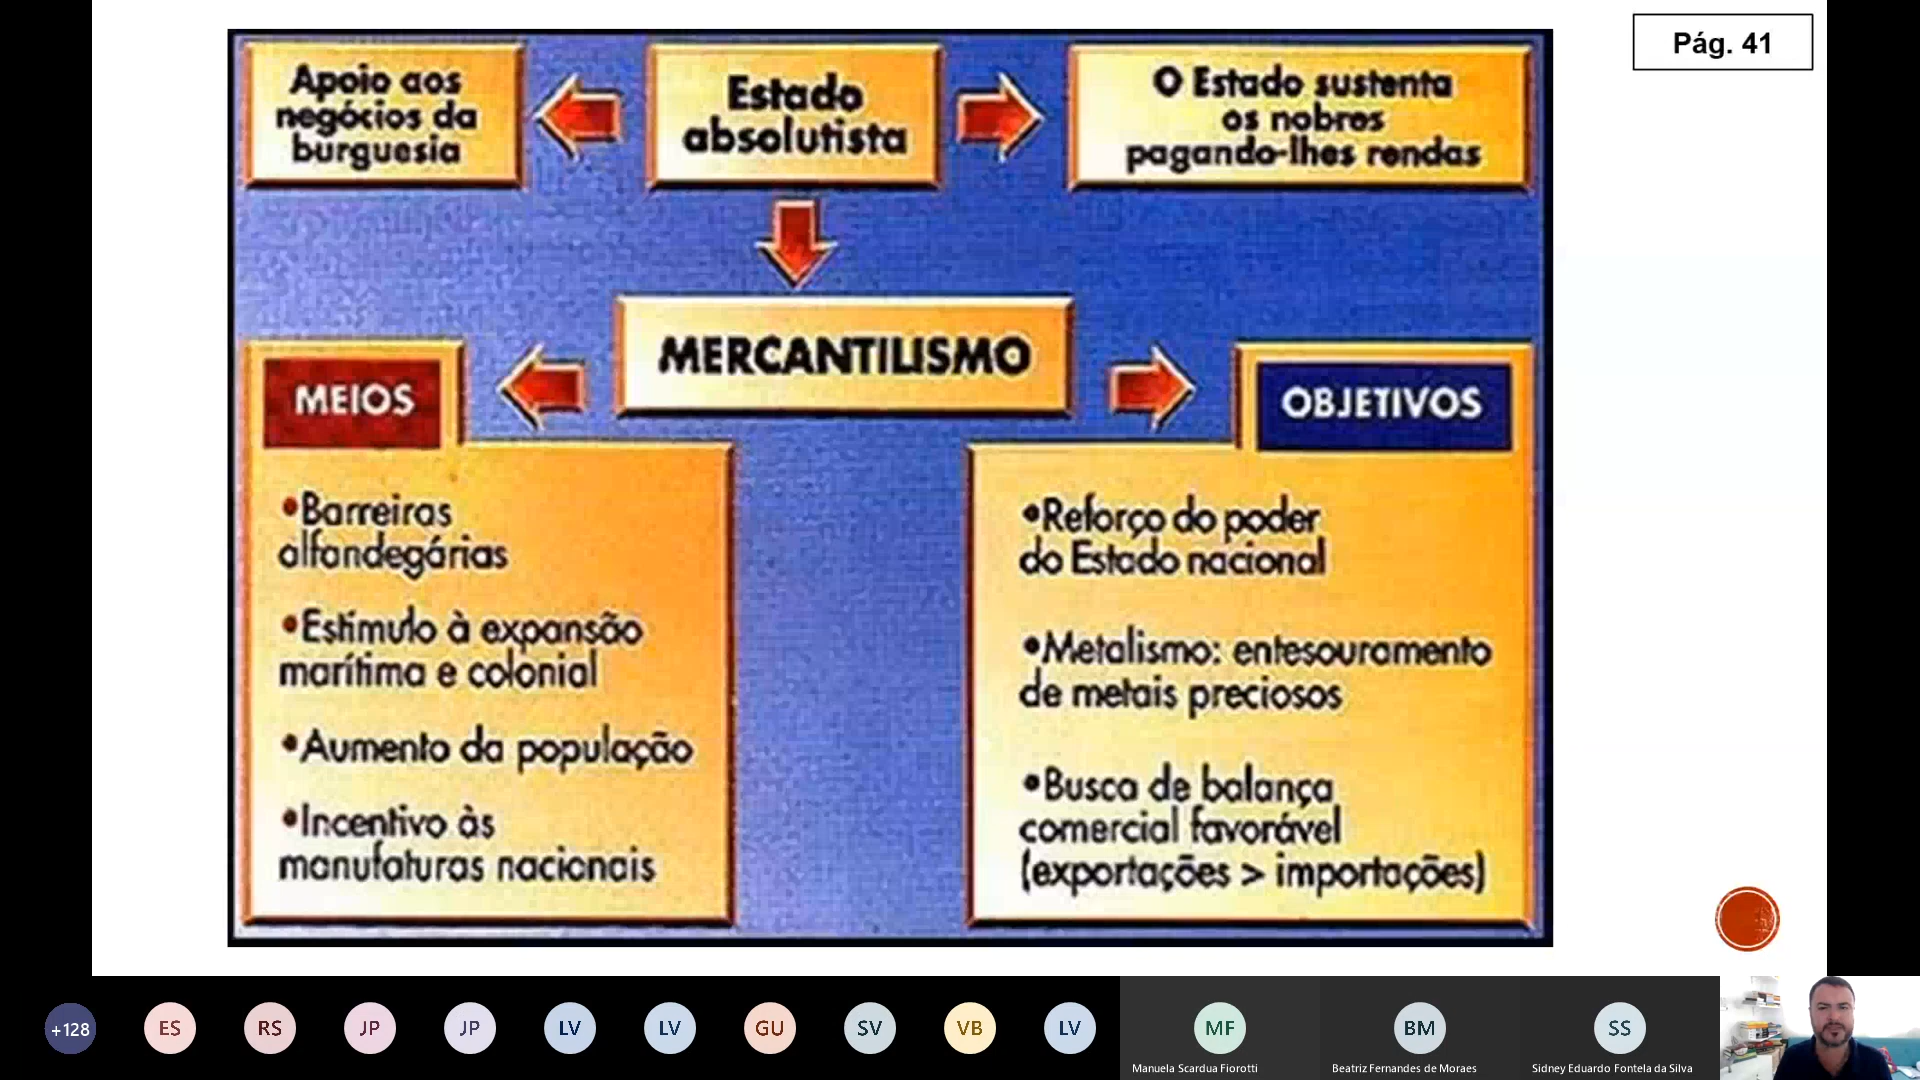 Pág. 41
Apoio aos
negócios da
burguesia
Estado
absolutista
O Estado sustenta
os nobres
pagando-lhes rendas
MERCANTILISMO
MEIOS
•Barreiras
alfandegárias
•Estímulo à expansão
marítima e colonial
•Aumento da população
•Incentivo às
manufaturas nacionais
OBJETIVOS
•Reforço do poder
do Estado nacional
•Metalismo: entesouramento
de metais preciosos
•Busca de balança
comercial favorável
(exportações > importações)
+128
ES
RS
JP
JP
LV
LV
GU
SV
VB
LV
MF
Manuela Scardua Fiorotti
BM
Beatriz Fernandes de Moraes
SS
Sidney Eduardo Fontela da Silva